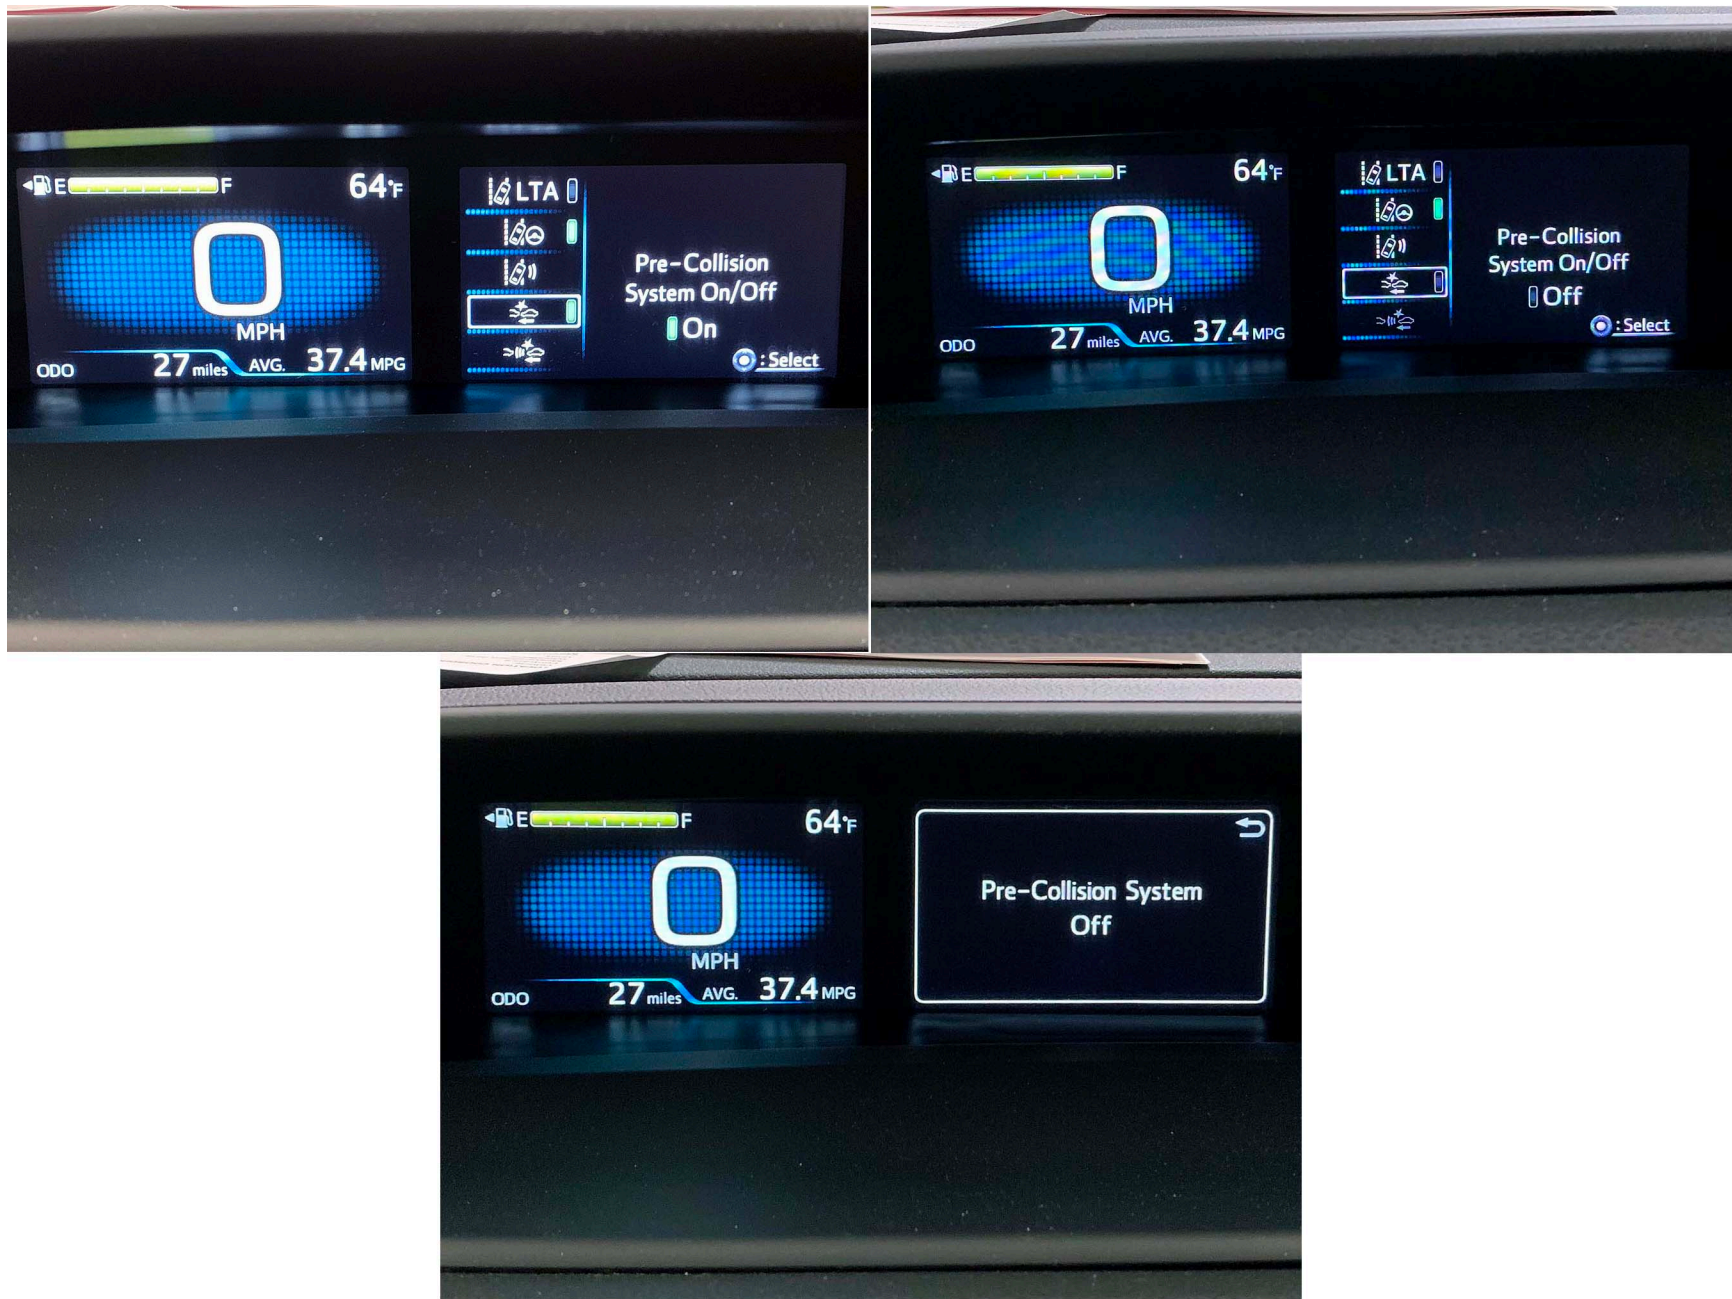 E F 64°F
0
MPH
ODO 27 miles AVG. 37.4 MPG
LTA
Pre-Collision
System On/Off
On
: Select
E F 64°F
0
MPH
ODO 27 miles AVG. 37.4 MPG
LTA
Pre-Collision
System On/Off
Off
: Select
E F 64°F
0
MPH
ODO 27 miles AVG. 37.4 MPG
Pre-Collision System
Off